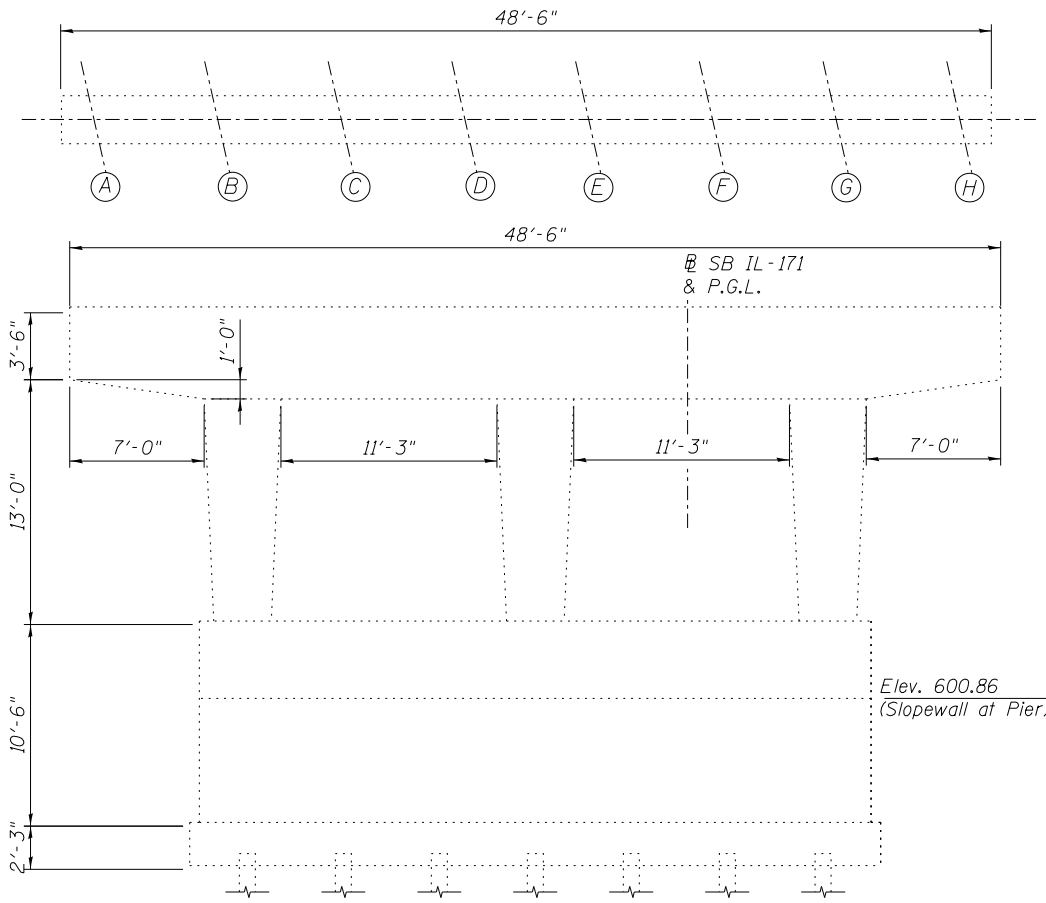 48'-6"
A B C D E F G H
48'-6"
℄ SB IL-171
& P.G.L.
3'-6"
1'-0"
7'-0" 11'-3" 11'-3" 7'-0"
13'-0"
Elev. 600.86
(Slopewall at Pier)
10'-6"
2'-3"